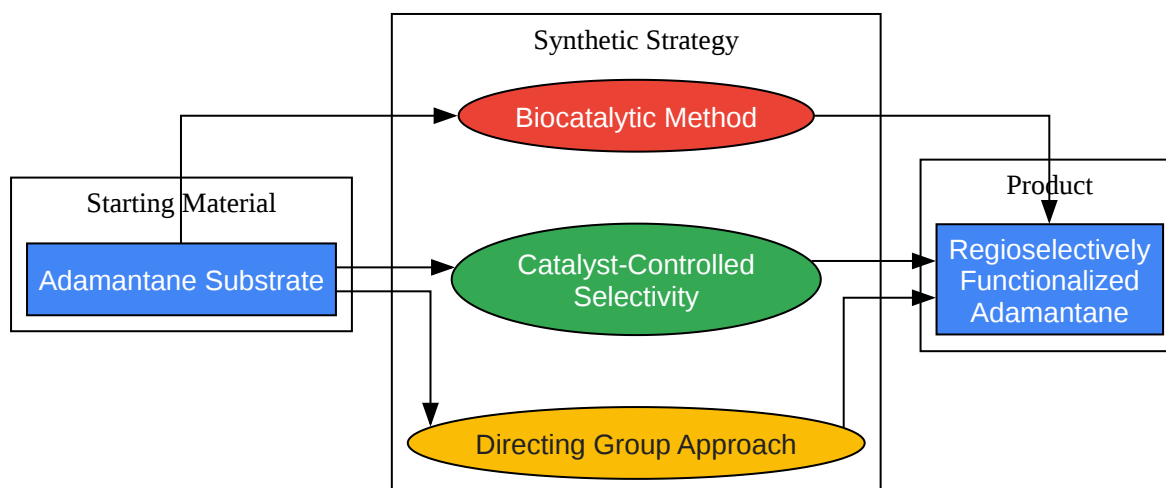 Synthetic Strategy
Biocatalytic Method
Starting Material
Adamantane Substrate
Catalyst-Controlled
Selectivity
Directing Group Approach
Product
Regioselectively
Functionalized
Adamantane